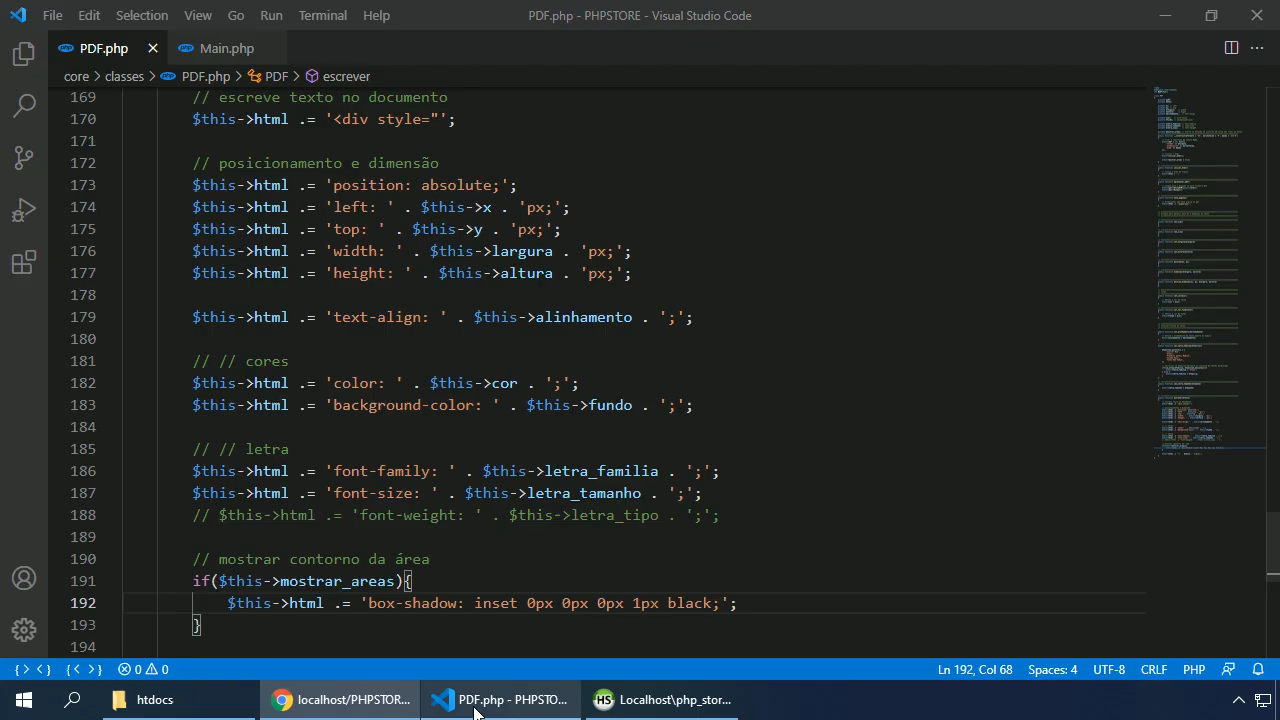 File Edit Selection View Go Run Terminal Help PDF.php - PHPSTORE - Visual Studio Code
PDF.php Main.php
core > classes > PDF.php > PDF > escrever
169 // escreve texto no documento
170 $this->html .= '<div style="';
171
172 // posicionamento e dimensão
173 $this->html .= 'position: absolute;';
174 $this->html .= 'left: ' . $this->x . 'px;';
175 $this->html .= 'top: ' . $this->y . 'px;';
176 $this->html .= 'width: ' . $this->largura . 'px;';
177 $this->html .= 'height: ' . $this->altura . 'px;';
178
179 $this->html .= 'text-align: ' . $this->alinhamento . ';';
180
181 // // cores
182 $this->html .= 'color: ' . $this->cor . ';';
183 $this->html .= 'background-color: ' . $this->fundo . ';';
184
185 // // letra
186 $this->html .= 'font-family: ' . $this->letra_familia . ';';
187 $this->html .= 'font-size: ' . $this->letra_tamanho . ';';
188 // $this->html .= 'font-weight: ' . $this->letra_tipo . ';';
189
190 // mostrar contorno da área
191 if($this->mostrar_areas){
192 $this->html .= 'box-shadow: inset 0px 0px 0px 1px black;';
193 }
194
0 0 Ln 192, Col 68 Spaces: 4 UTF-8 CRLF PHP
htdocs localhost/PHPSTOR... PDF.php - PHPST... HS Localhost\php_stor...